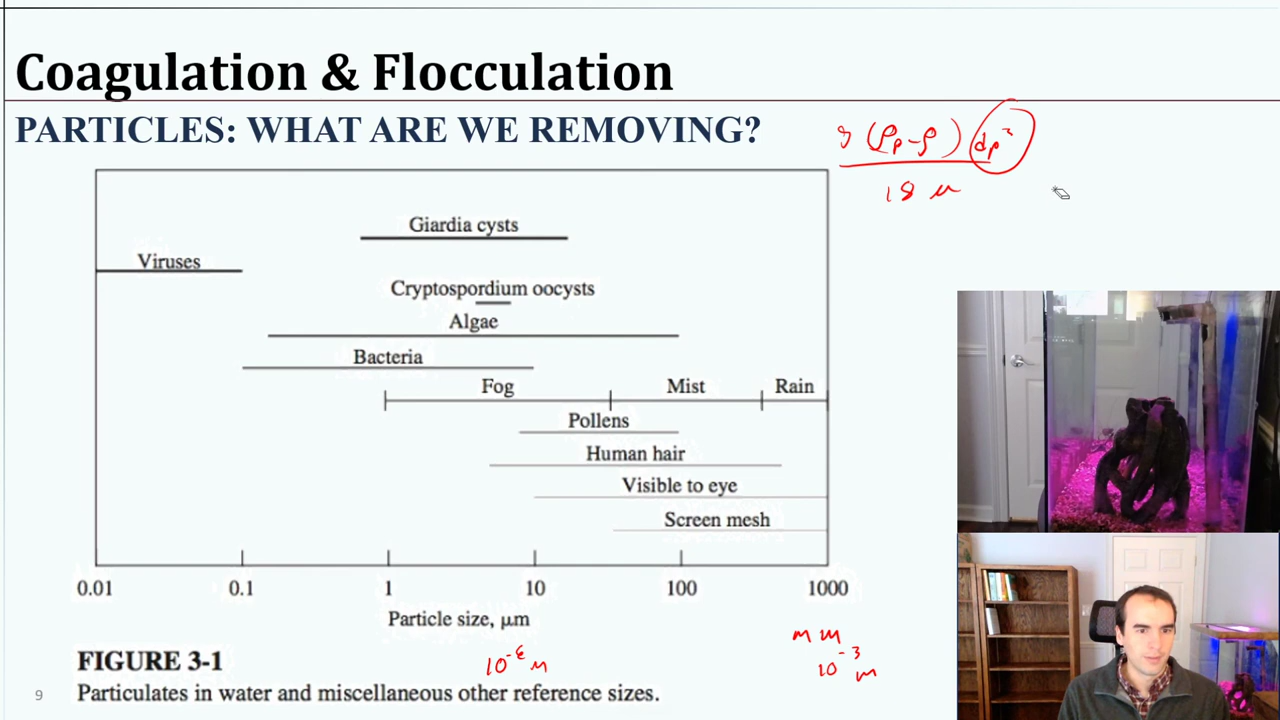 Coagulation & Flocculation
PARTICLES: WHAT ARE WE REMOVING?
g (ρp-ρ) dp²
18 μ
Giardia cysts
Viruses
Cryptospordium oocysts
Algae
Bacteria
Fog Mist Rain
Pollens
Human hair
Visible to eye
Screen mesh
0.01 0.1 1 10 100 1000
Particle size, μm
mm
10⁻³ m
10⁻⁶ m
FIGURE 3-1
9 Particulates in water and miscellaneous other reference sizes.